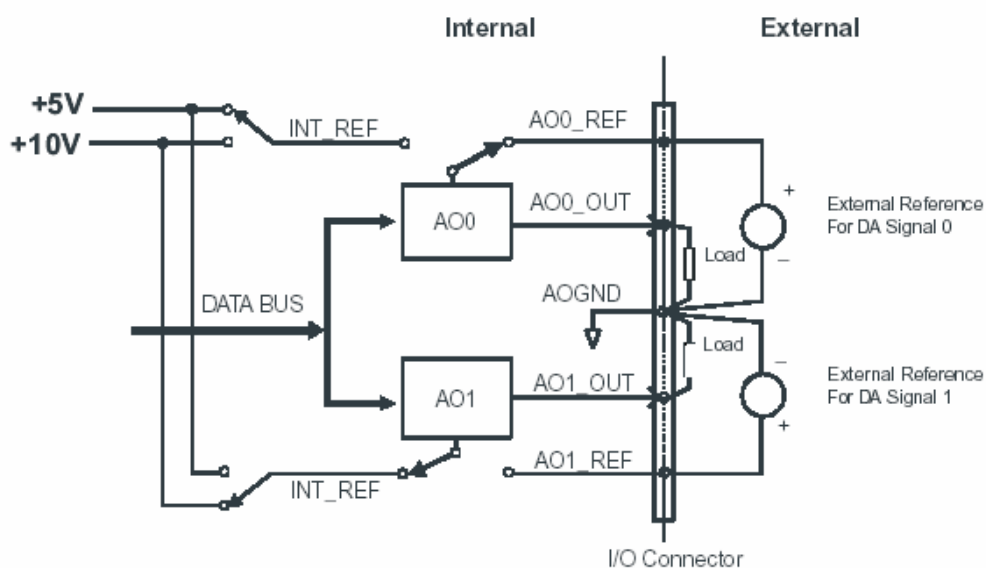 Internal
External
+5V
+10V
INT_REF
AO0_REF
AO0
AO0_OUT
+
External Reference
For DA Signal 0
Load
–
AOGND
DATA BUS
Load
–
AO1
AO1_OUT
External Reference
For DA Signal 1
+
AO1_REF
INT_REF
I/O Connector